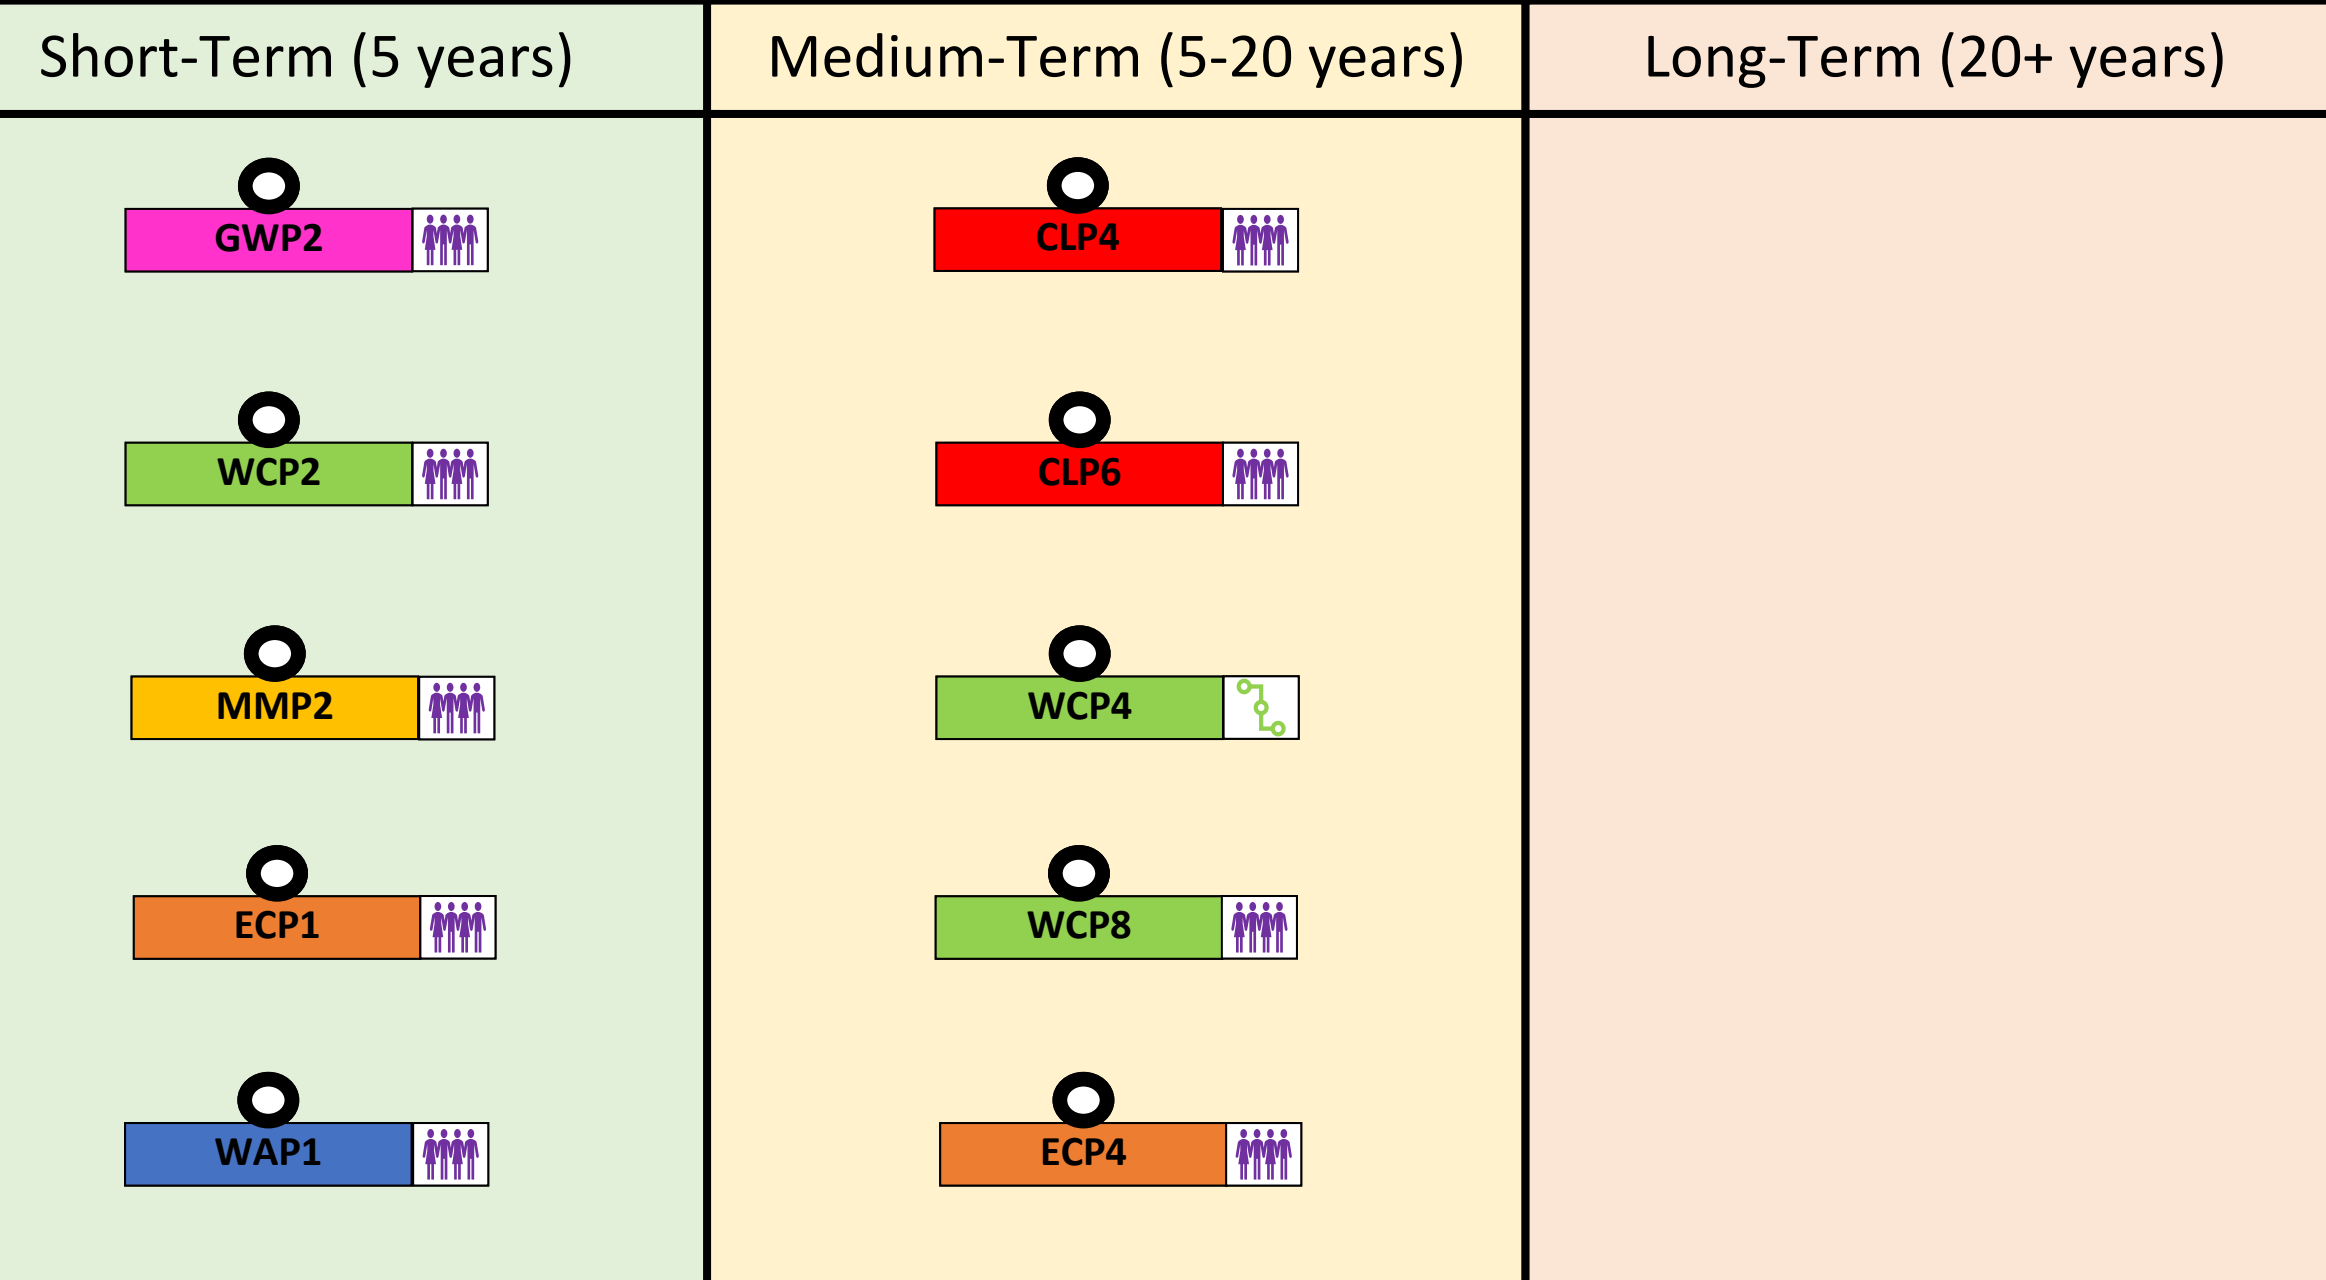 Short-Term (5 years)
Medium-Term (5-20 years)
Long-Term (20+ years)
GWP2
CLP4
WCP2
CLP6
MMP2
WCP4
ECP1
WCP8
WAP1
ECP4